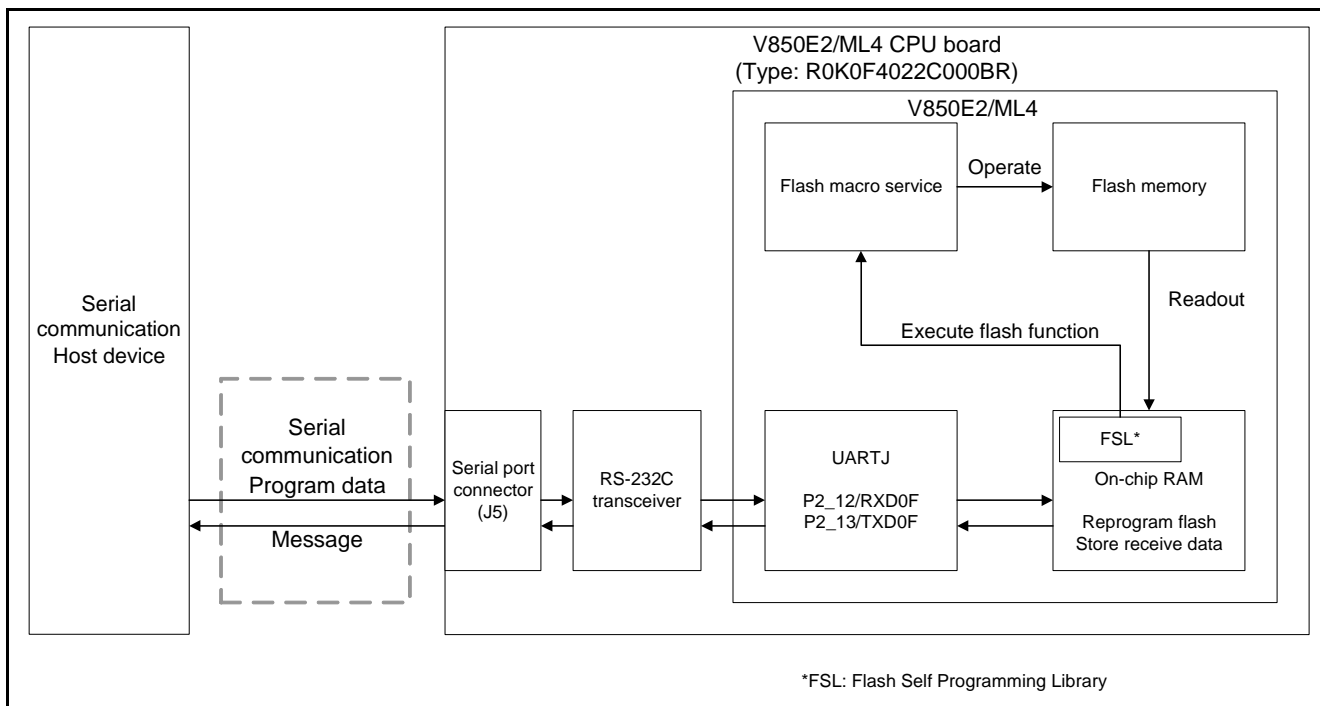 V850E2/ML4 CPU board
(Type: R0K0F4022C000BR)
V850E2/ML4
Flash macro service
Operate
Flash memory
Readout
Execute flash function
Serial
communication
Host device
Serial
communication
Program data
Message
Serial port
connector
(J5)
RS-232C
transceiver
UARTJ
P2_12/RXD0F
P2_13/TXD0F
FSL*
On-chip RAM
Reprogram flash
Store receive data
*FSL: Flash Self Programming Library